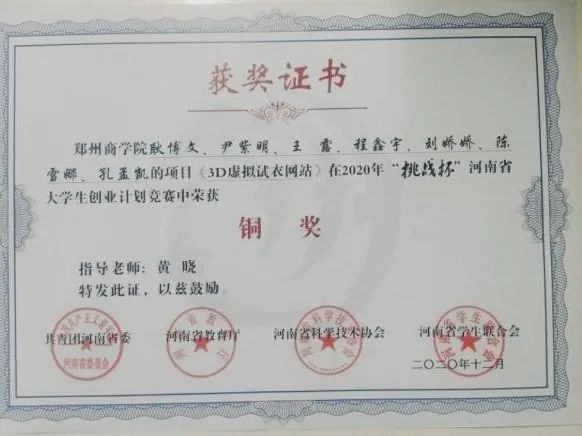 获奖证书
郑州商学院耿博文、尹紫明、王 露、程鑫宇、刘娇娇、陈
雪娜、孔孟凯的项目《3D虚拟试衣网站》在2020年“挑战杯”河南省
大学生创业计划竞赛中荣获
铜 奖
指导老师：黄 晓
特发此证，以兹鼓励。
共青团河南省委 河南省教育厅 河南省科学技术协会 河南省学生联合会
河南省委员会
二〇二〇年十二月